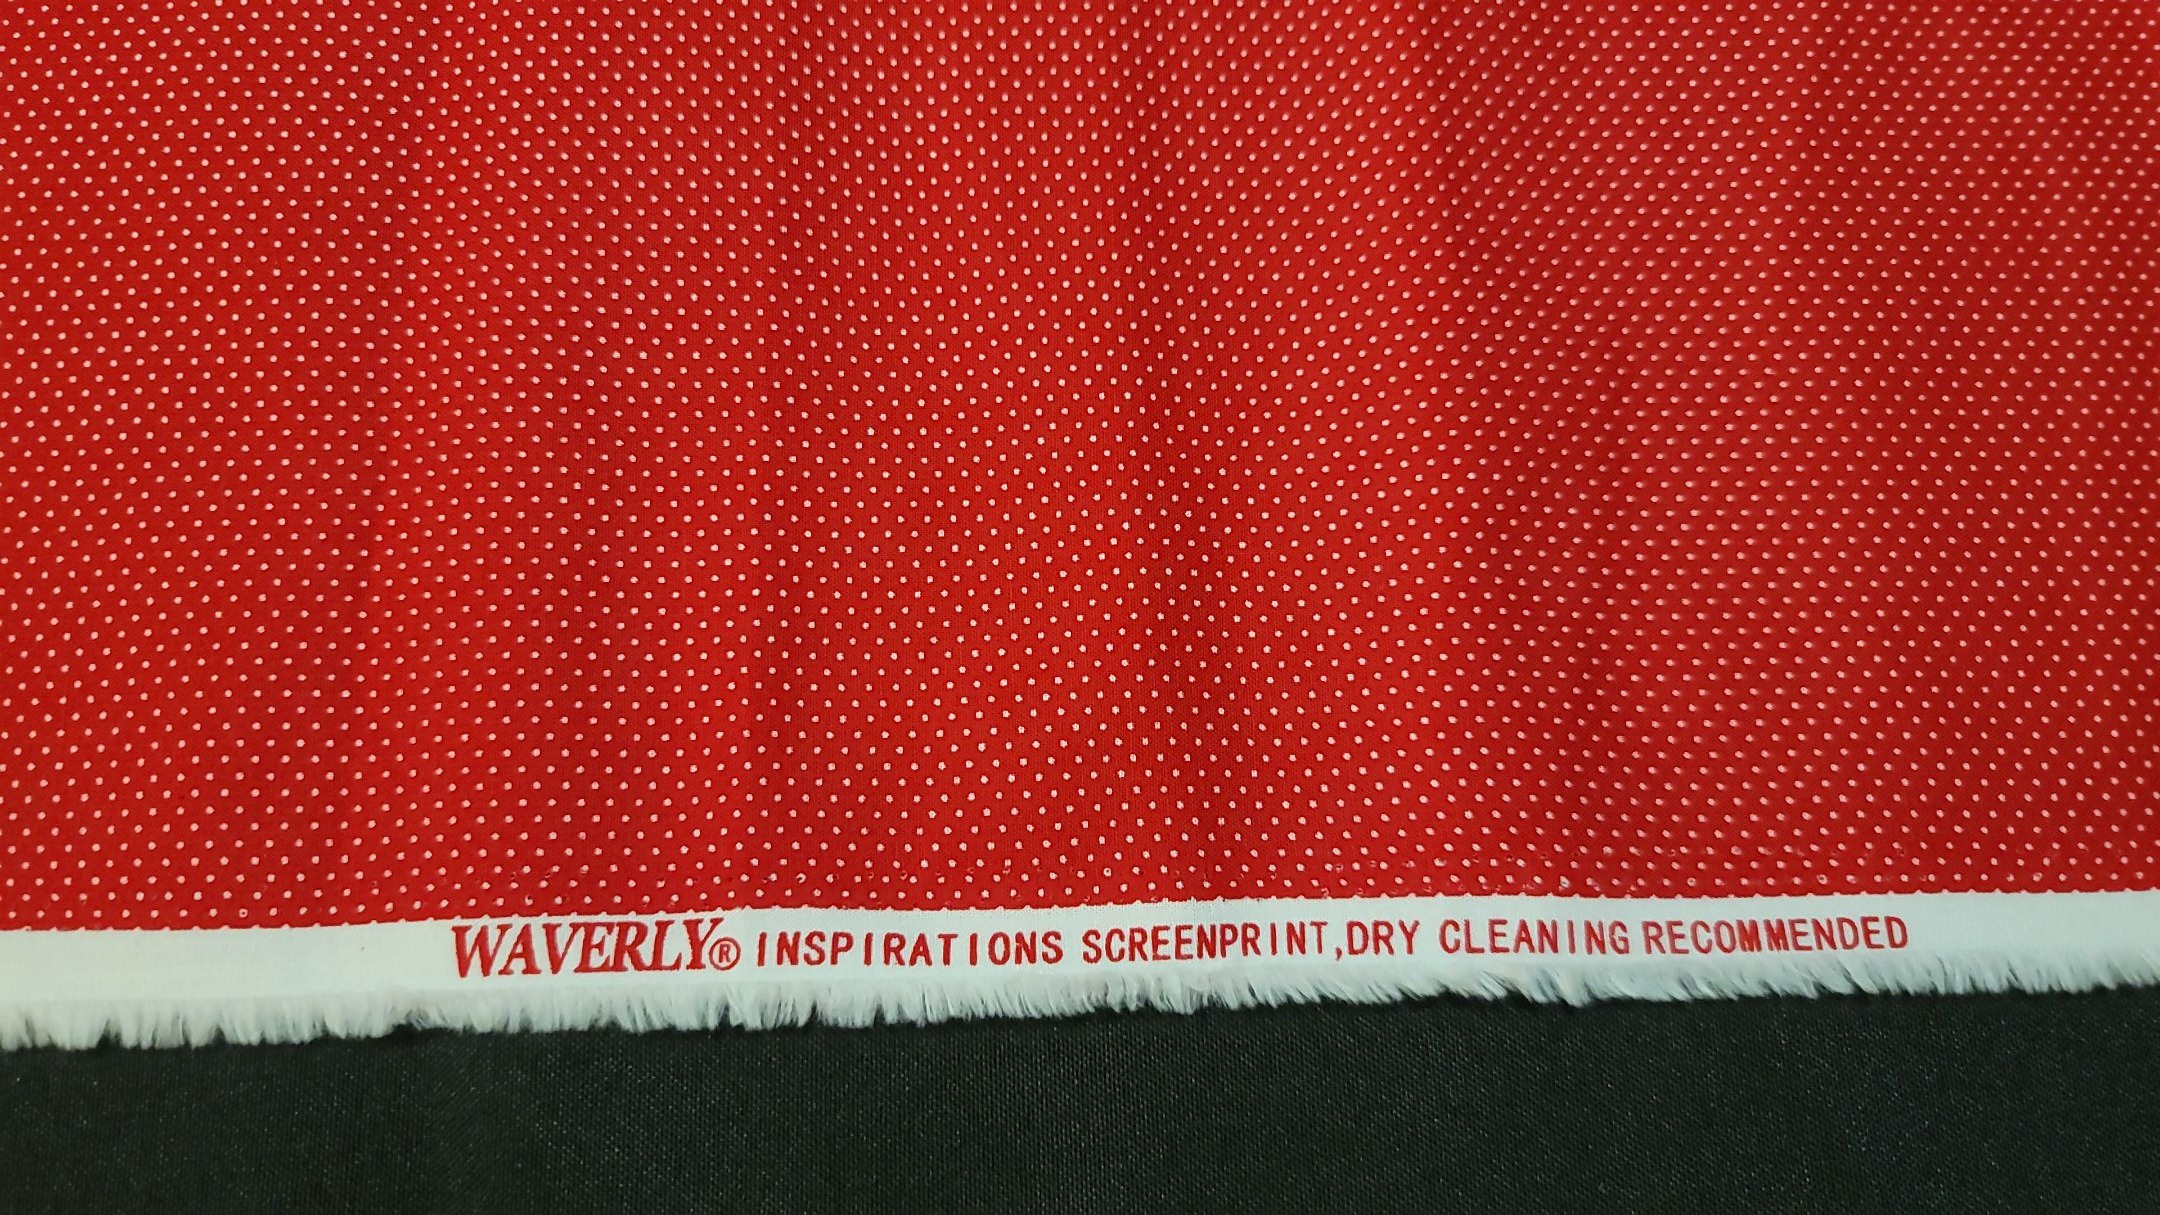 WAVERLY® INSPIRATIONS SCREENPRINT,DRY CLEANING RECOMMENDED